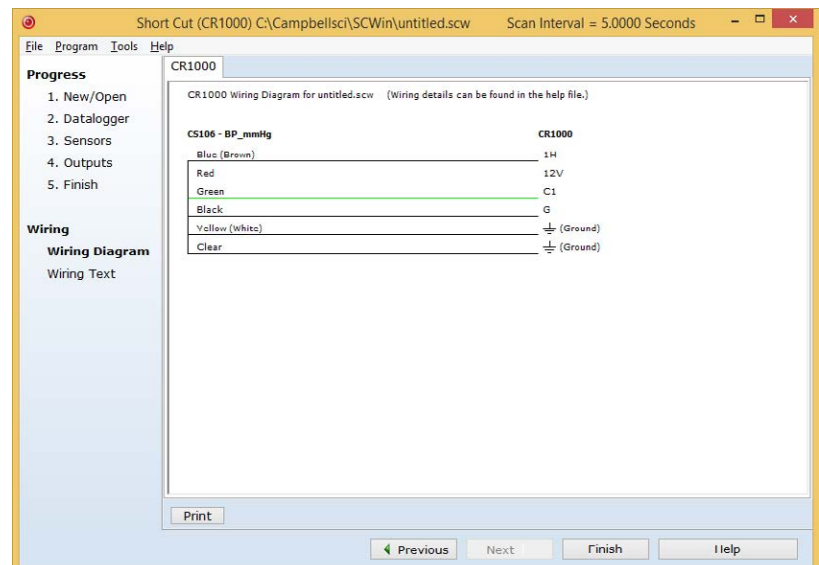 Short Cut (CR1000) C:\Campbellsci\SCWin\untitled.scw Scan Interval = 5.0000 Seconds
File Program Tools Help
Progress
1. New/Open
2. Datalogger
3. Sensors
4. Outputs
5. Finish
Wiring
Wiring Diagram
Wiring Text
CR1000
CR1000 Wiring Diagram for untitled.scw (Wiring details can be found in the help file.)
CS106 - BP_mmHg CR1000
Blue (Brown) 1H
Red 12V
Green C1
Black G
Yellow (White) (Ground)
Clear (Ground)
Print
Previous Next Finish Help